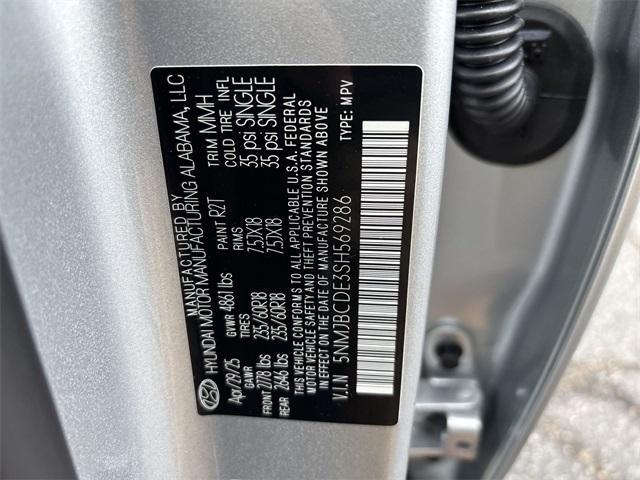 MANUFACTURED BY
HYUNDAI MOTOR MANUFACTURING ALABAMA, LLC
Apr/29/25 GVWR 4861 lbs PAINT R2T TRIM MMH
GAWR TIRES RIMS COLD TIRE INFL
FRONT 2778 lbs 235/60R18 7.5JX18 35 psi SINGLE
REAR 2646 lbs 235/60R18 7.5JX18 35 psi SINGLE
THIS VEHICLE CONFORMS TO ALL APPLICABLE U.S.A. FEDERAL
MOTOR VEHICLE SAFETY AND THEFT PREVENTION STANDARDS
IN EFFECT ON THE DATE OF MANUFACTURE SHOWN ABOVE
V.I.N 5NMJBCDE3SH569286 TYPE: MPV